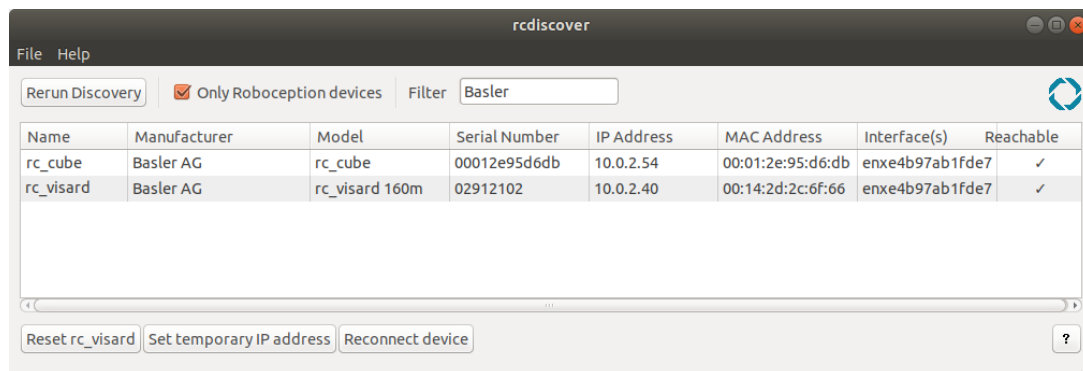 rcdiscover
File Help
Rerun Discovery Only Roboception devices Filter Basler
Name Manufacturer Model Serial Number IP Address MAC Address Interface(s) Reachable
rc_cube Basler AG rc_cube 00012e95d6db 10.0.2.54 00:01:2e:95:d6:db enxe4b97ab1fde7 ✓
rc_visard Basler AG rc_visard 160m 02912102 10.0.2.40 00:14:2d:2c:6f:66 enxe4b97ab1fde7 ✓
Reset rc_visard Set temporary IP address Reconnect device ?